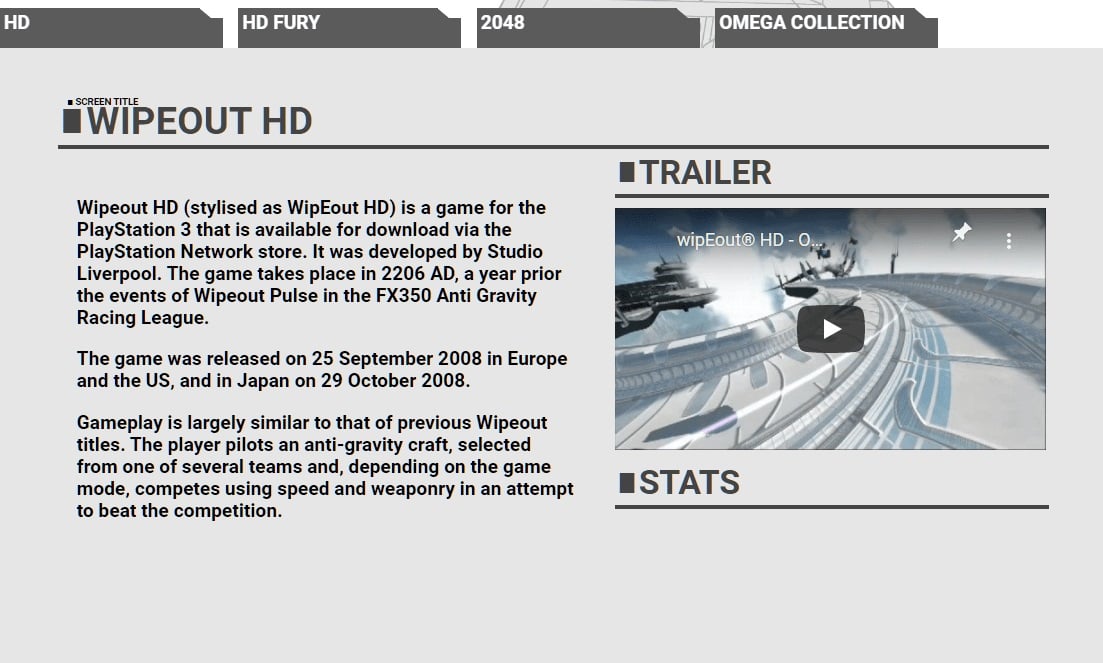 HD
HD FURY
2048
OMEGA COLLECTION
SCREEN TITLE
WIPEOUT HD
Wipeout HD (stylised as WipEout HD) is a game for the
PlayStation 3 that is available for download via the
PlayStation Network store. It was developed by Studio
Liverpool. The game takes place in 2206 AD, a year prior
the events of Wipeout Pulse in the FX350 Anti Gravity
Racing League.
The game was released on 25 September 2008 in Europe
and the US, and in Japan on 29 October 2008.
Gameplay is largely similar to that of previous Wipeout
titles. The player pilots an anti-gravity craft, selected
from one of several teams and, depending on the game
mode, competes using speed and weaponry in an attempt
to beat the competition.
TRAILER
wipEout® HD - O...
STATS